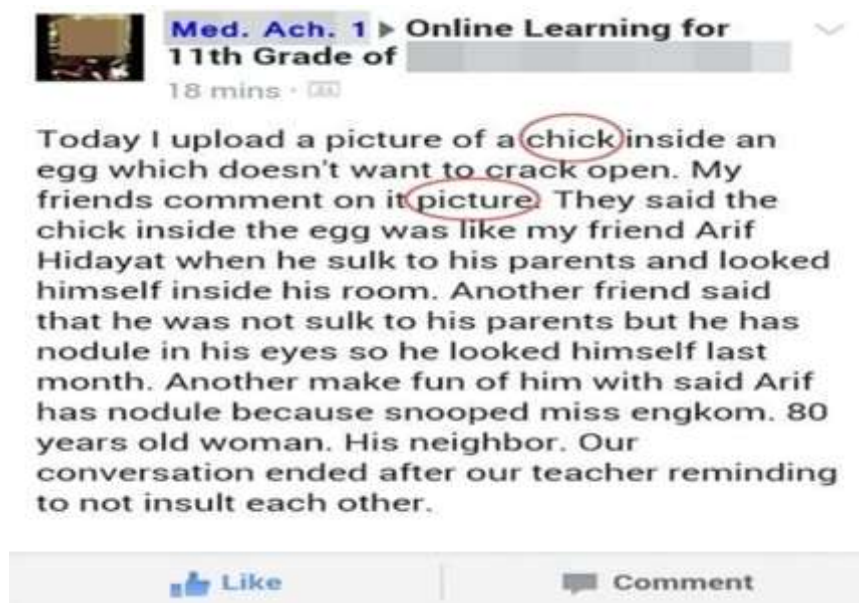 Med. Ach. 1 ▶ Online Learning for
11th Grade of
18 mins ·
Today I upload a picture of a chick inside an
egg which doesn't want to crack open. My
friends comment on it picture. They said the
chick inside the egg was like my friend Arif
Hidayat when he sulk to his parents and looked
himself inside his room. Another friend said
that he was not sulk to his parents but he has
nodule in his eyes so he looked himself last
month. Another make fun of him with said Arif
has nodule because snooped miss engkom. 80
years old woman. His neighbor. Our
conversation ended after our teacher reminding
to not insult each other.
Like Comment